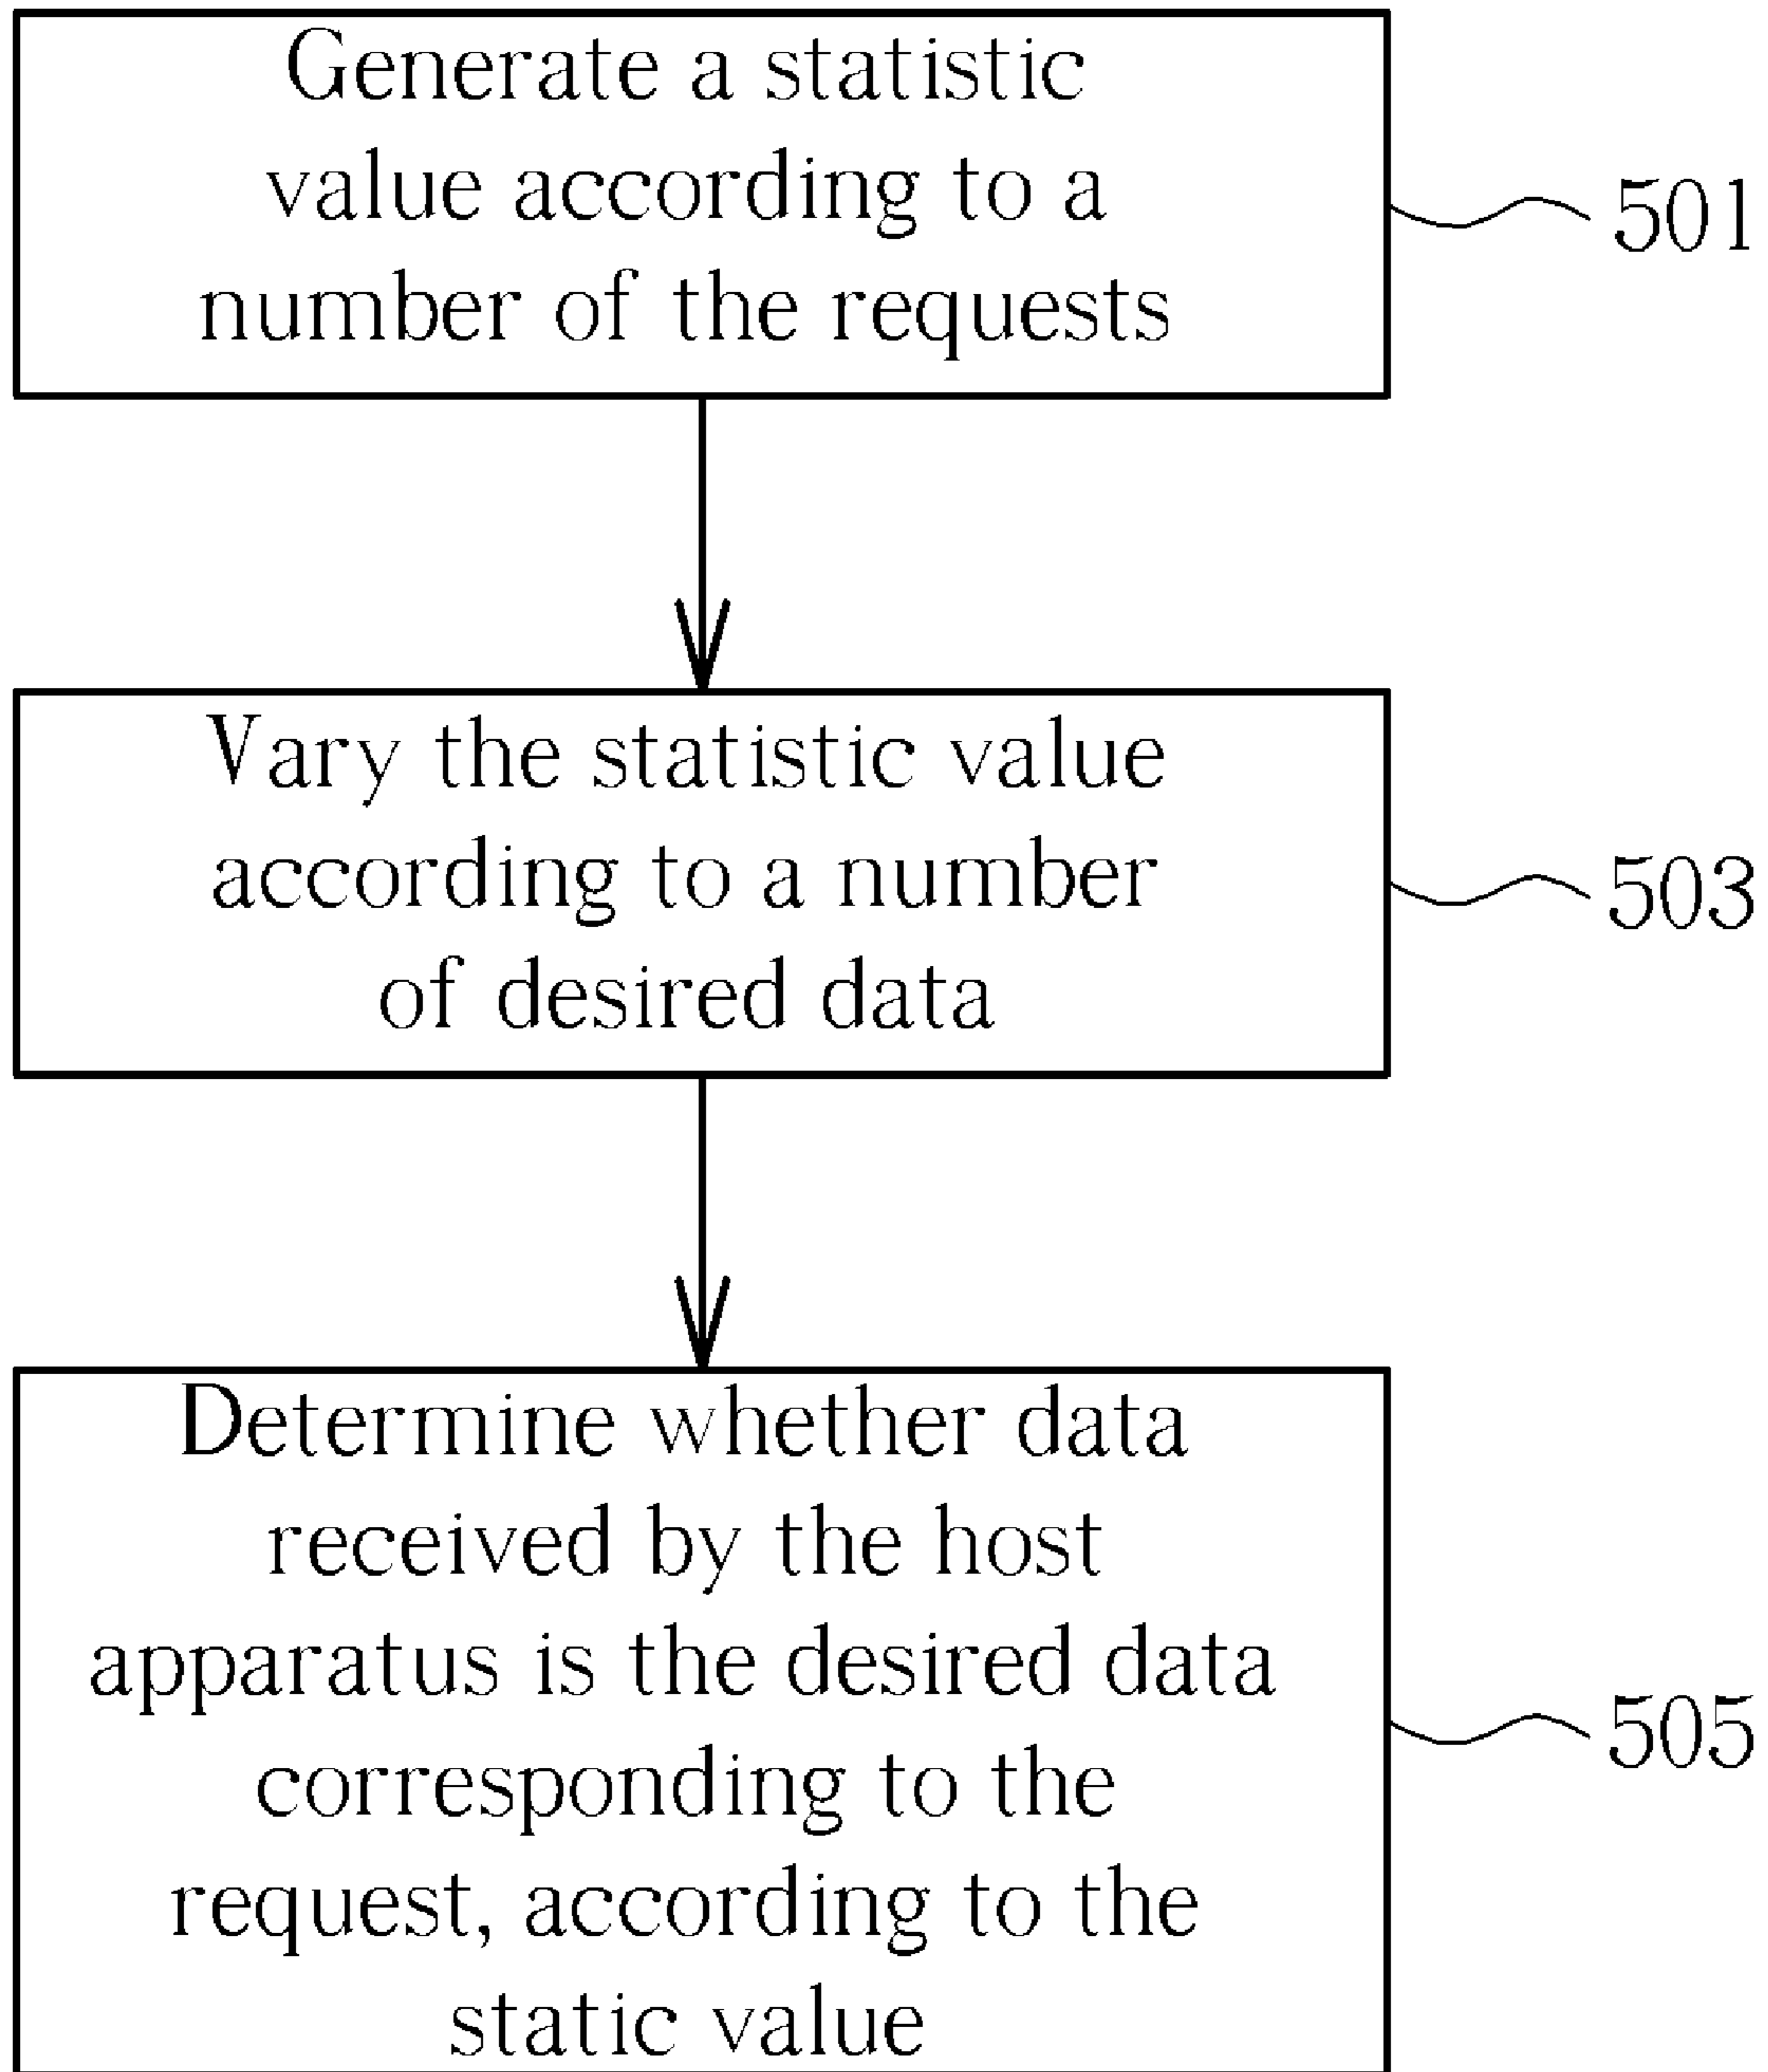 Generate a statistic
value according to a
number of the requests
501
Vary the statistic value
according to a number
of desired data
503
Determine whether data
received by the host
apparatus is the desired data
corresponding to the
request, according to the
static value
505